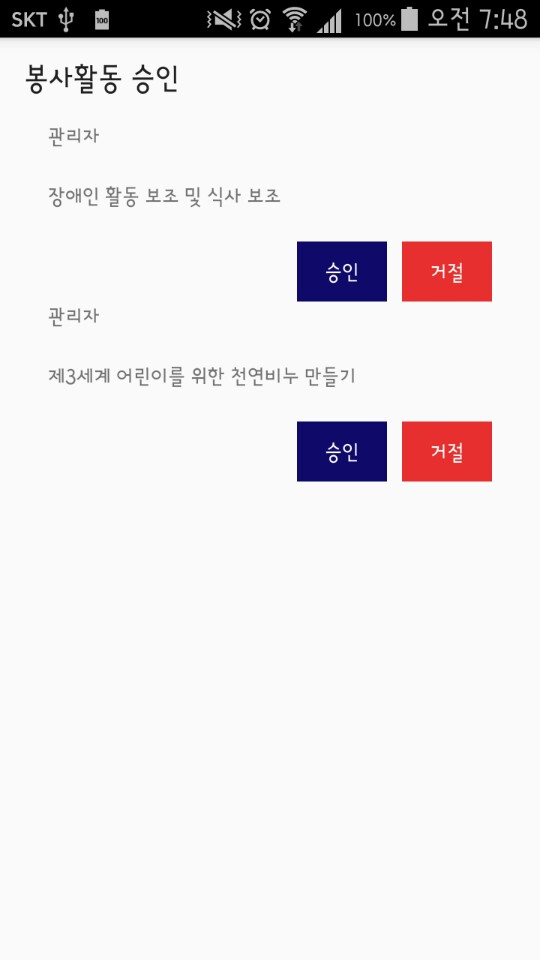 SKT 100 100% 오전 7:48
봉사활동 승인
관리자
장애인 활동 보조 및 식사 보조
승인 거절
관리자
제3세계 어린이를 위한 천연비누 만들기
승인 거절